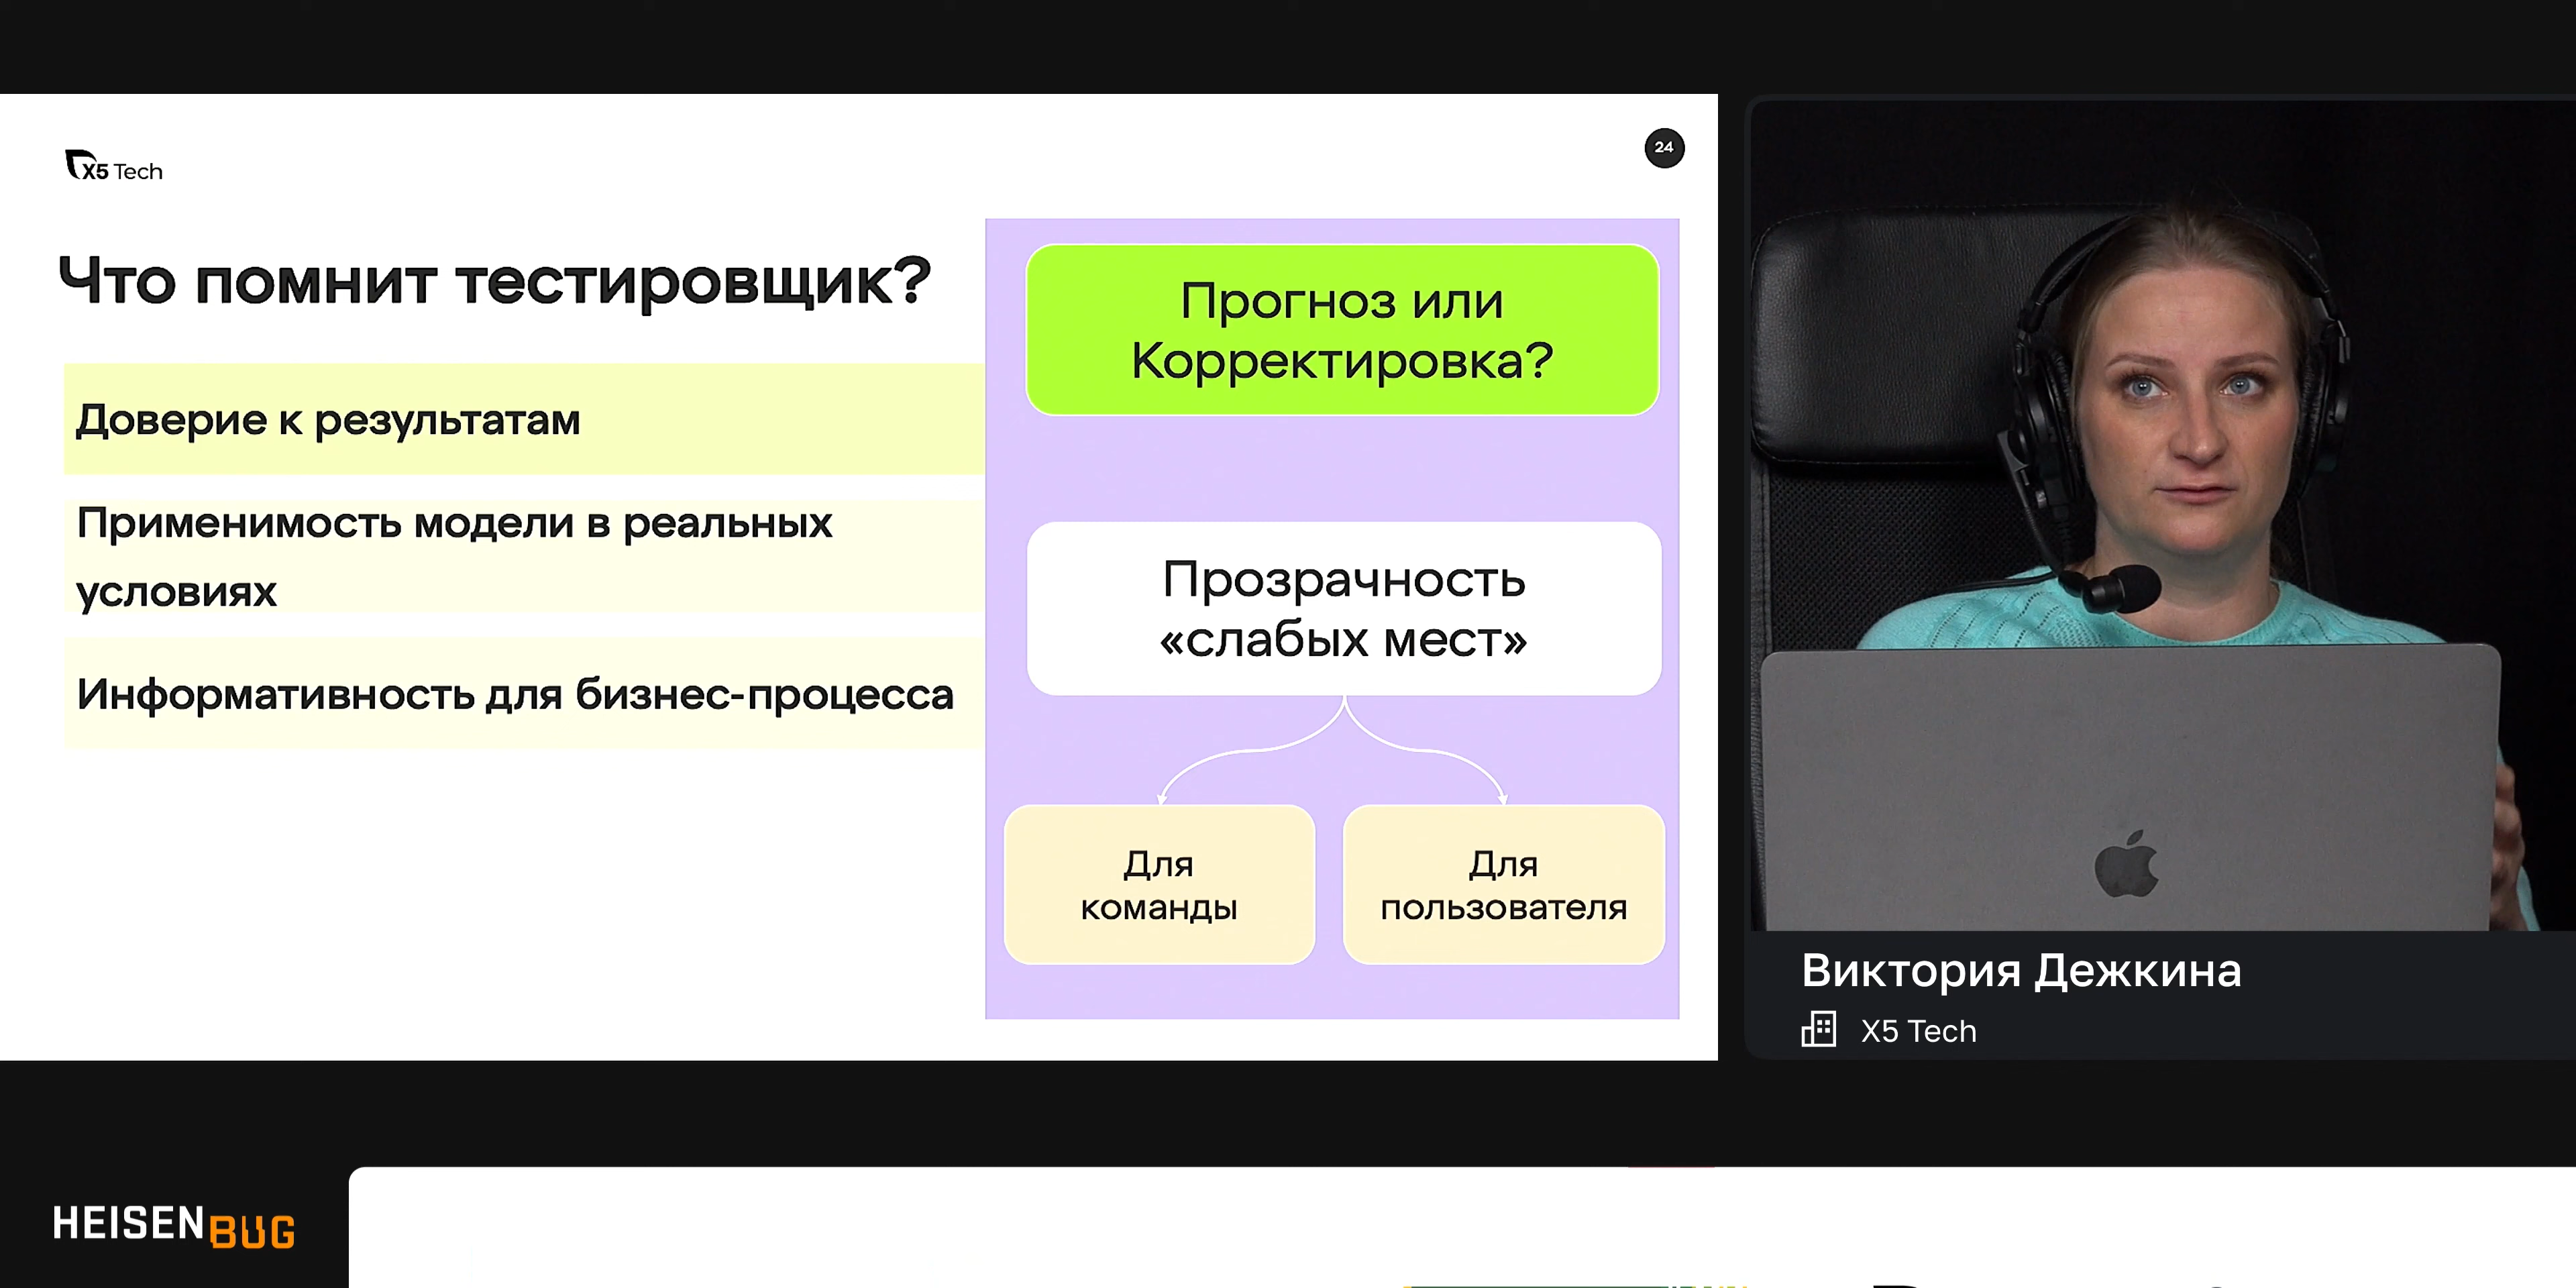 X5 Tech
24
Что помнит тестировщик?
Доверие к результатам
Применимость модели в реальных
условиях
Информативность для бизнес-процесса
Прогноз или
Корректировка?
Прозрачность
«слабых мест»
Для
команды
Для
пользователя
Виктория Дежкина
X5 Tech
HEISENBUG